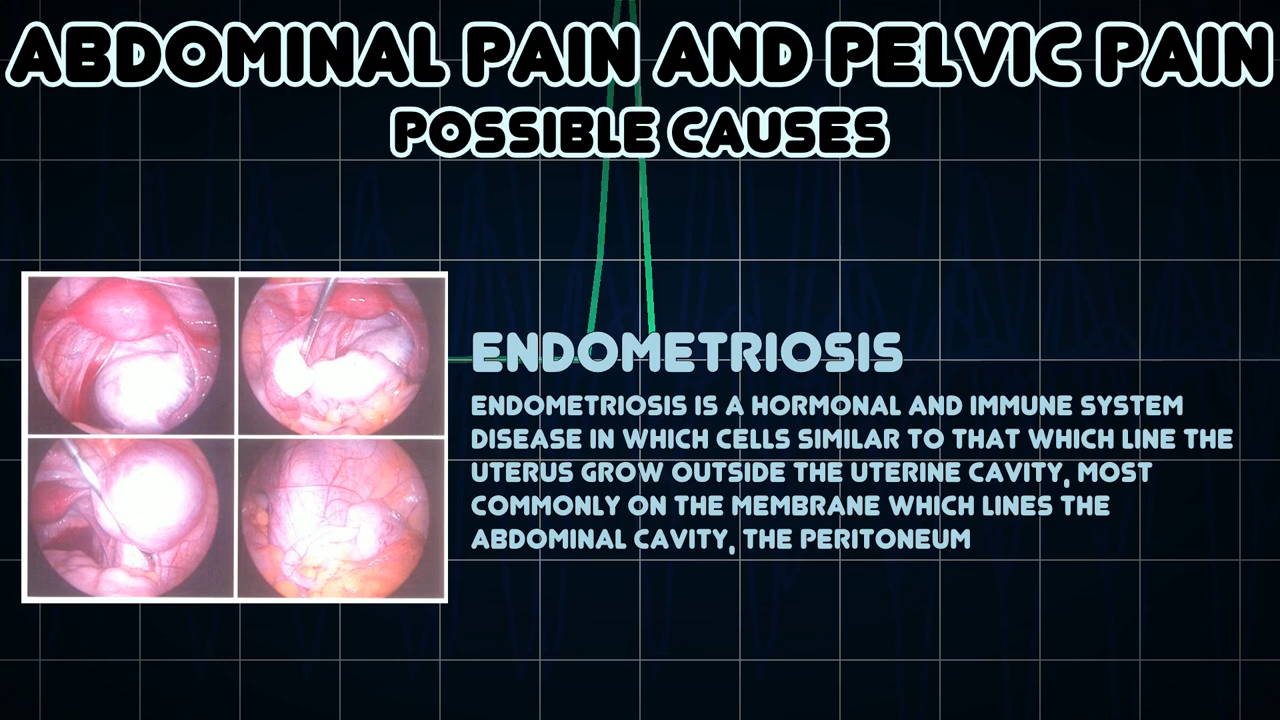 ABDOMINAL PAIN AND PELVIC PAIN
POSSIBLE CAUSES
ENDOMETRIOSIS
ENDOMETRIOSIS IS A HORMONAL AND IMMUNE SYSTEM
DISEASE IN WHICH CELLS SIMILAR TO THAT WHICH LINE THE
UTERUS GROW OUTSIDE THE UTERINE CAVITY, MOST
COMMONLY ON THE MEMBRANE WHICH LINES THE
ABDOMINAL CAVITY, THE PERITONEUM